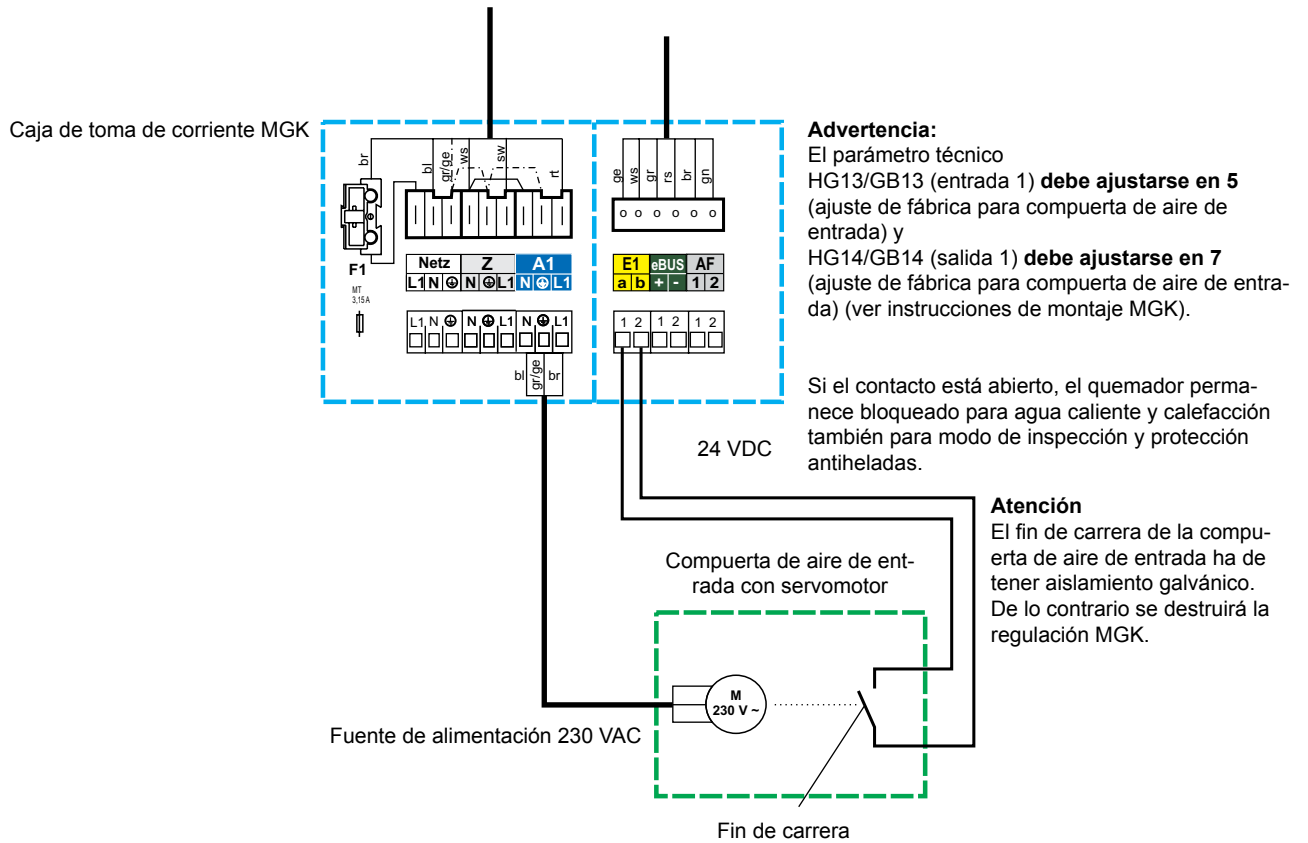 Caja de toma de corriente MGK
br
bl
gr/ge
ws
sw
rt
F1
MT
3,15 A
Netz Z A1
L1 N ⏚ N ⏚ L1 N ⏚ L1
L1 N ⏚ N ⏚ L1 N ⏚ L1
bl gr/ge br
ge
ws
gr
rs
br
gn
E1 eBUS AF
a b + - 1 2
1 2 1 2 1 2
24 VDC
Advertencia:
El parámetro técnico
HG13/GB13 (entrada 1) debe ajustarse en 5
(ajuste de fábrica para compuerta de aire de
entrada) y
HG14/GB14 (salida 1) debe ajustarse en 7
(ajuste de fábrica para compuerta de aire de entra-
da) (ver instrucciones de montaje MGK).
Si el contacto está abierto, el quemador perma-
nece bloqueado para agua caliente y calefacción
también para modo de inspección y protección
antiheladas.
Atención
El fin de carrera de la compu-
erta de aire de entrada ha de
tener aislamiento galvánico.
De lo contrario se destruirá la
regulación MGK.
Compuerta de aire de ent-
rada con servomotor
M
230 V ~
Fuente de alimentación 230 VAC
Fin de carrera